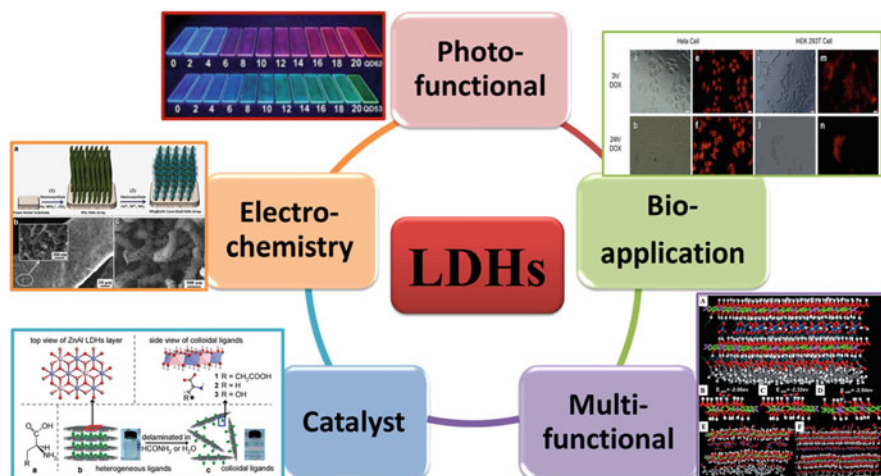 Photo-
functional
0 2 4 6 8 10 12 14 16 18 20 QD62
0 2 4 6 8 10 12 14 16 18 20 QD53
Hela Cell HEK 293T Cell
3h/
DOX
24h/
DOX
e i m
b f j n
a
(1) (2)
b c
Electro-
chemistry
LDHs
Bio-
application
top view of ZnAl LDHs layer
side view of colloidal ligands
1 R = CH₂COOH
2 R = H
3 R = OH
delaminated in
HCONH₂ or H₂O
a b heterogeneous ligands c colloidal ligands
Catalyst
Multi-
functional
A
B C D
E F